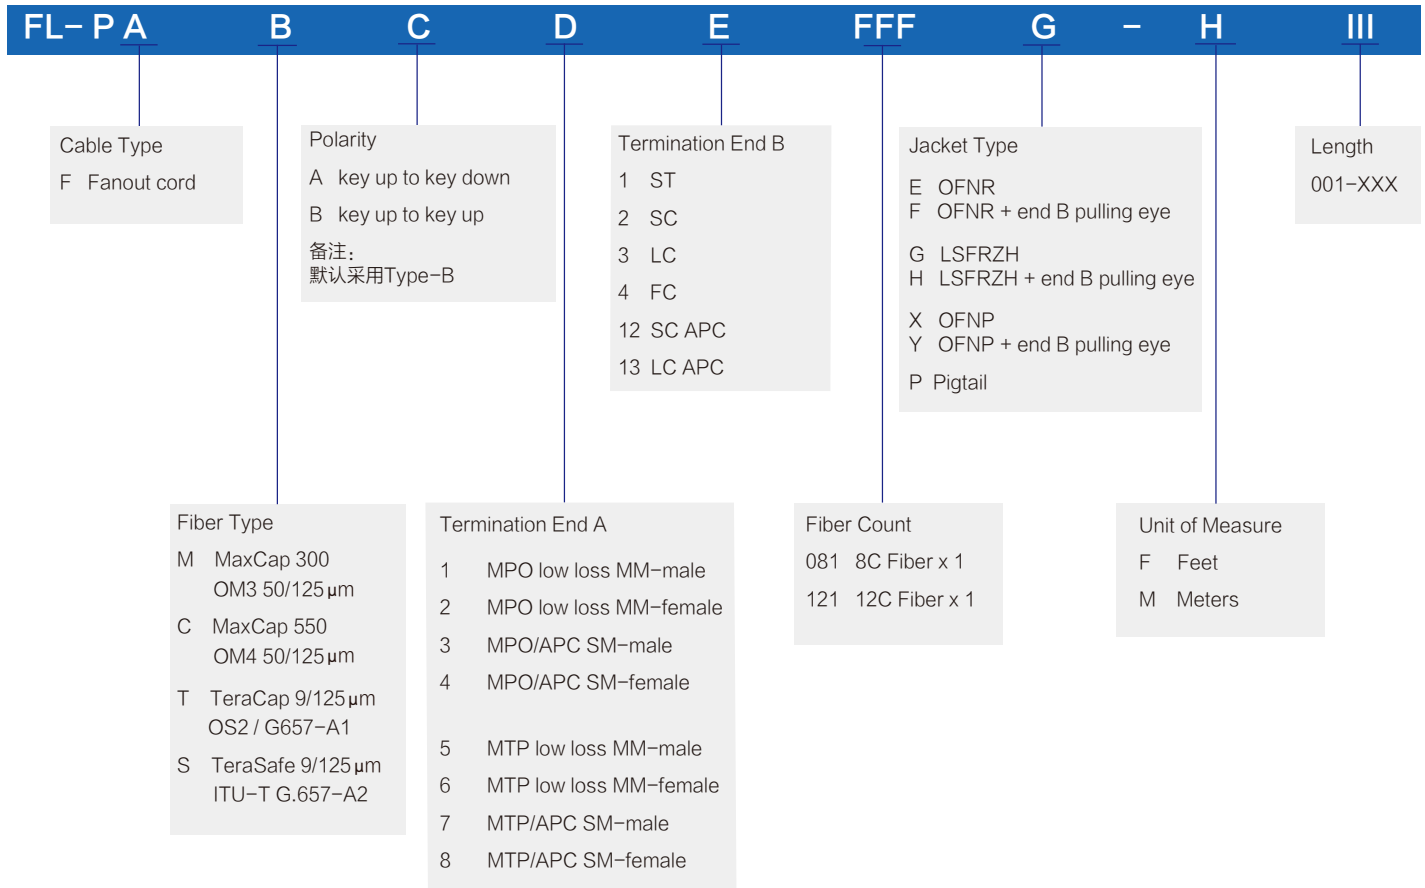 FL-PA B C D E FFF G - H III
Cable Type
F Fanout cord
Polarity
A key up to key down
B key up to key up
备注：
默认采用Type-B
Termination End B
1 ST
2 SC
3 LC
4 FC
12 SC APC
13 LC APC
Jacket Type
E OFNR
F OFNR + end B pulling eye
G LSFRZH
H LSFRZH + end B pulling eye
X OFNP
Y OFNP + end B pulling eye
P Pigtail
Length
001-XXX
Fiber Type
M MaxCap 300
OM3 50/125μm
C MaxCap 550
OM4 50/125μm
T TeraCap 9/125μm
OS2 / G657-A1
S TeraSafe 9/125μm
ITU-T G.657-A2
Termination End A
1 MPO low loss MM-male
2 MPO low loss MM-female
3 MPO/APC SM-male
4 MPO/APC SM-female
5 MTP low loss MM-male
6 MTP low loss MM-female
7 MTP/APC SM-male
8 MTP/APC SM-female
Fiber Count
081 8C Fiber x 1
121 12C Fiber x 1
Unit of Measure
F Feet
M Meters